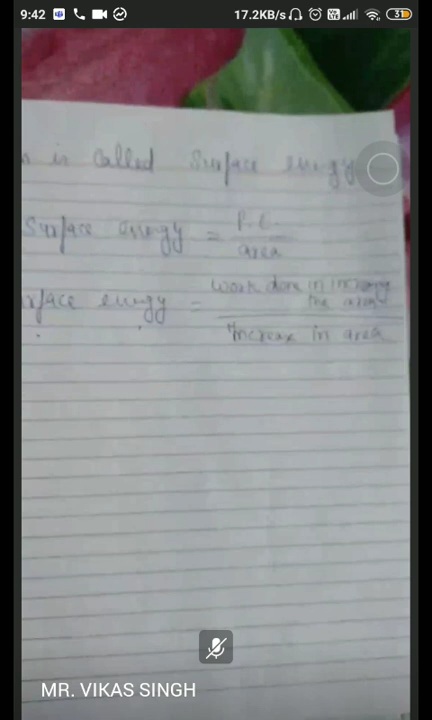 9:42 17.2KB/s 31
is called Surface energy
Surface energy = P.E. / area
rface energy = work done in increasing the area / Increase in area
MR. VIKAS SINGH